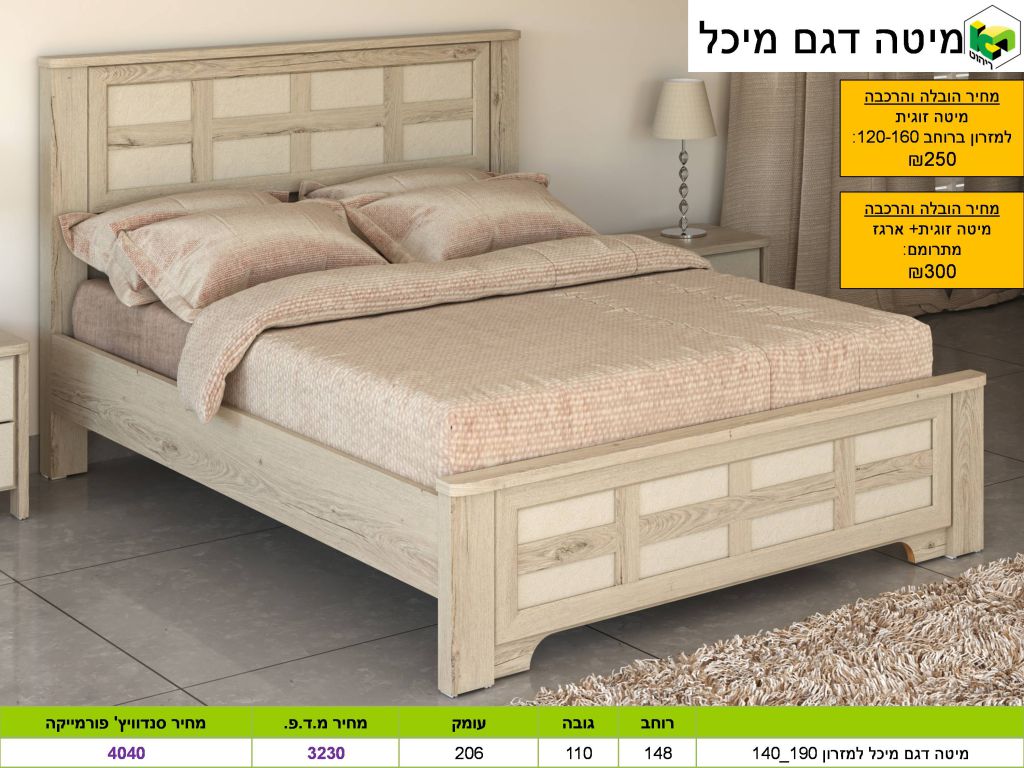 מיטה דגם מיכל
ריהוט
מחיר הובלה והרכבה
מיטה זוגית
למזרון ברוחב 120-160:
250₪
מחיר הובלה והרכבה
מיטה זוגית+ ארגז
מתרומם:
300₪
רוחב גובה עומק מחיר מ.ד.פ. מחיר סנדוויץ' פורמייקה
מיטה דגם מיכל למזרון 190_140 148 110 206 3230 4040